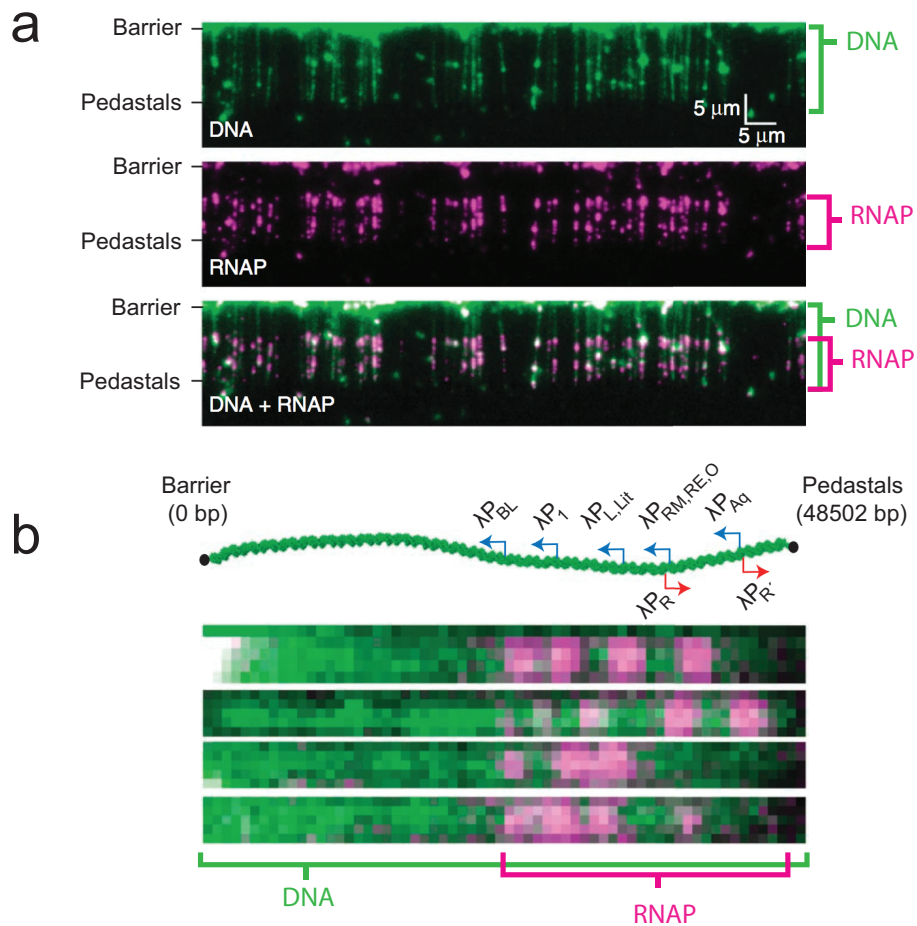 a
Barrier
Pedastals
DNA
5 μm
5 μm
DNA
Barrier
Pedastals
RNAP
RNAP
Barrier
Pedastals
DNA + RNAP
DNA
RNAP
b
Barrier
(0 bp)
λP_BL
λP_1
λP_L,Lit
λP_RM,RE,O
λP_Aq
Pedastals
(48502 bp)
λP_R
λP_R′
DNA
RNAP